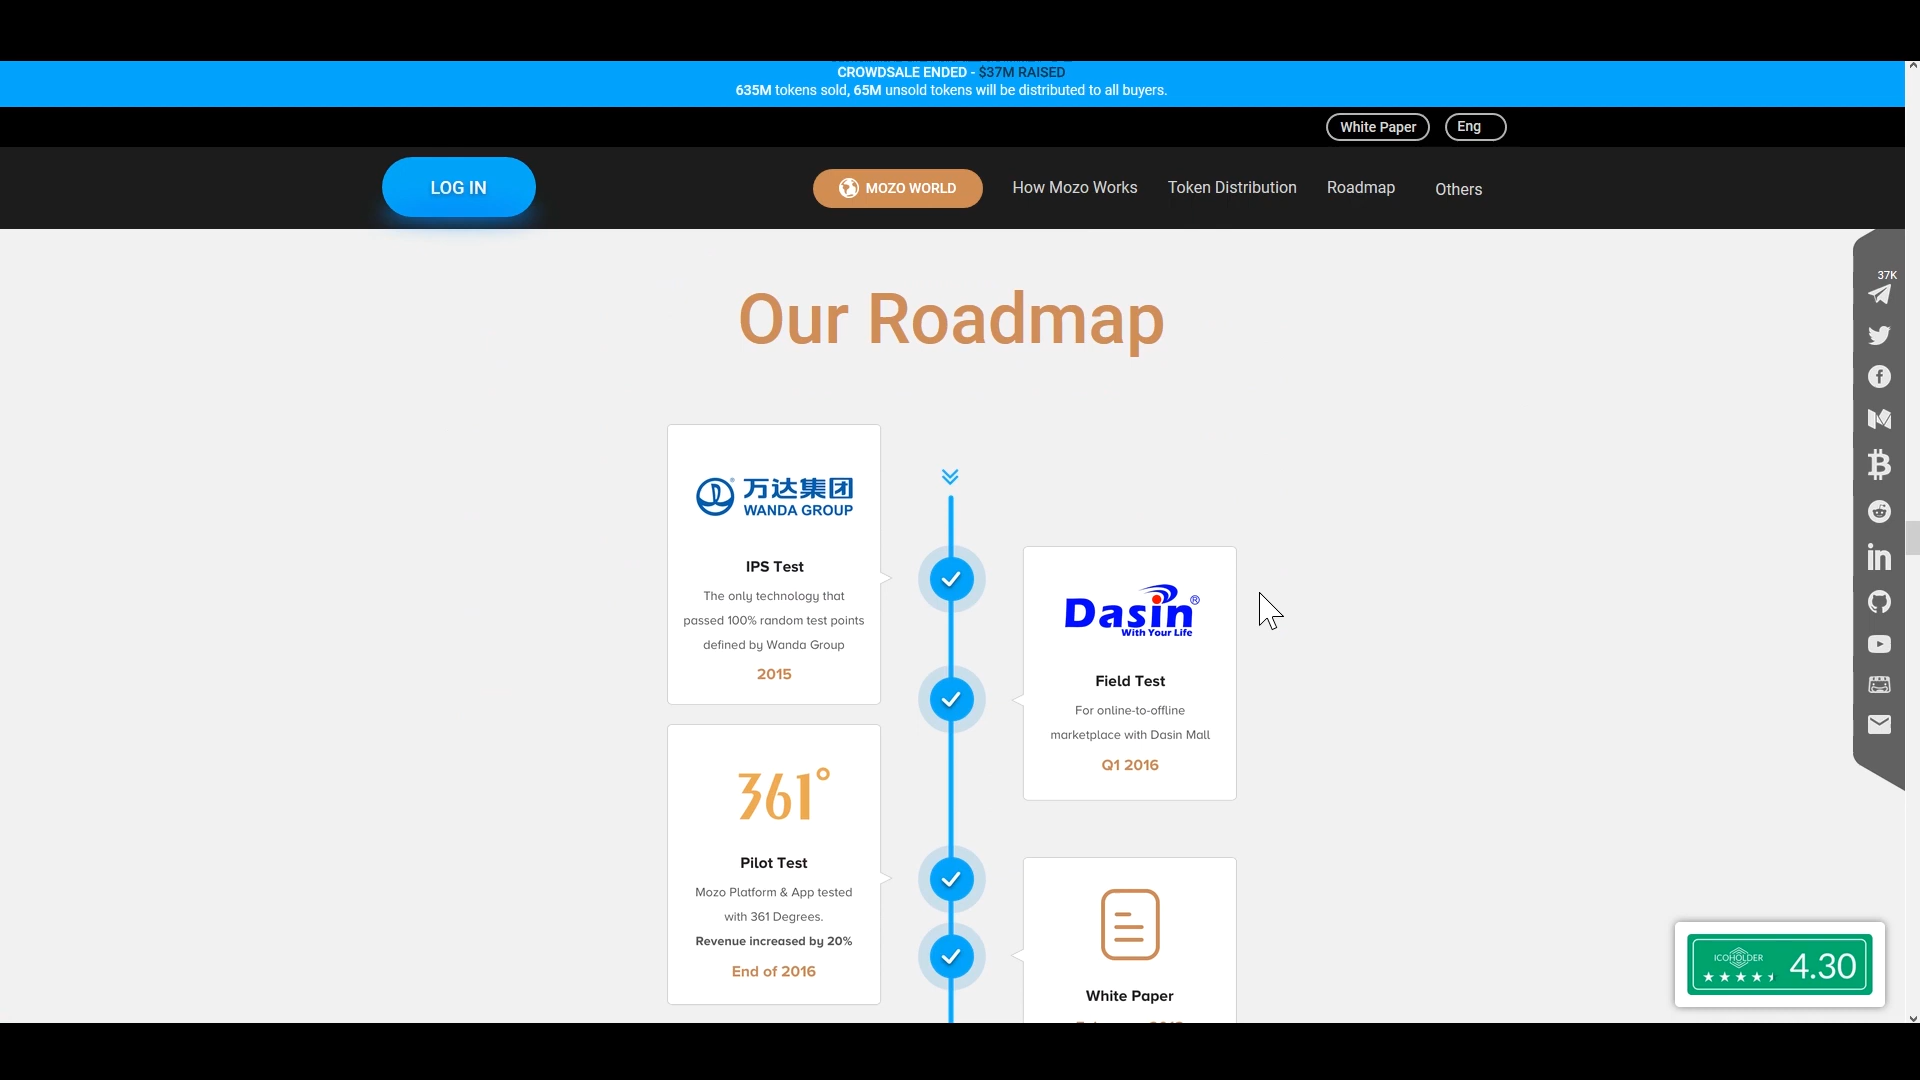 CROWDSALE ENDED - $37M RAISED
635M tokens sold, 65M unsold tokens will be distributed to all buyers.
White Paper
Eng
LOG IN
MOZO WORLD
How Mozo Works
Token Distribution
Roadmap
Others
37K
Our Roadmap
万达集团
WANDA GROUP
IPS Test
The only technology that
passed 100% random test points
defined by Wanda Group
2015
Dasin®
With Your Life
Field Test
For online-to-offline
marketplace with Dasin Mall
Q1 2016
361°
Pilot Test
Mozo Platform & App tested
with 361 Degrees.
Revenue increased by 20%
End of 2016
White Paper
ICOHOLDER
4.30